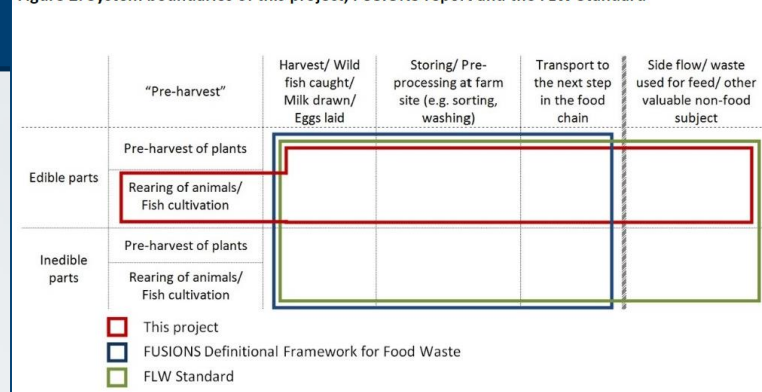 "Pre-harvest"
Harvest/ Wild
fish caught/
Milk drawn/
Eggs laid
Storing/ Pre-
processing at farm
site (e.g. sorting,
washing)
Transport to
the next step
in the food
chain
Side flow/ waste
used for feed/ other
valuable non-food
subject
Edible parts
Pre-harvest of plants
Rearing of animals/
Fish cultivation
Inedible
parts
Pre-harvest of plants
Rearing of animals/
Fish cultivation
This project
FUSIONS Definitional Framework for Food Waste
FLW Standard